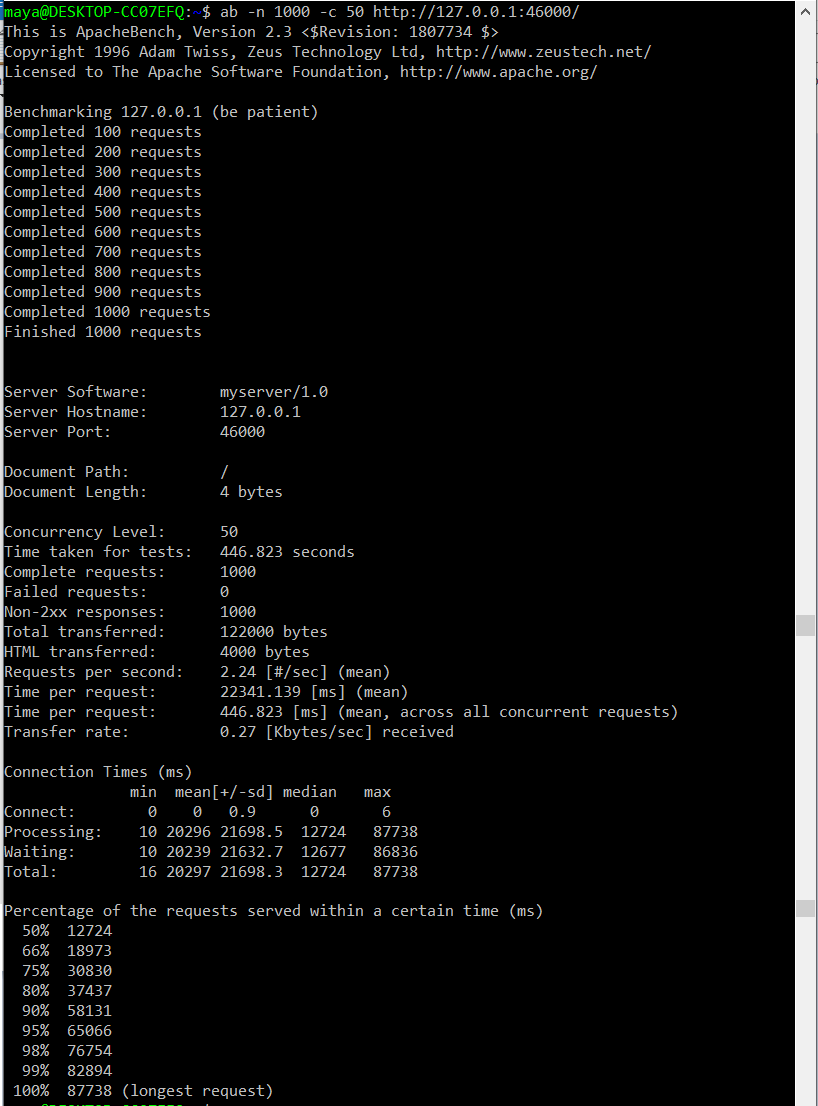 maya@DESKTOP-CC07EFQ:~$ ab -n 1000 -c 50 http://127.0.0.1:46000/
This is ApacheBench, Version 2.3 <$Revision: 1807734 $>
Copyright 1996 Adam Twiss, Zeus Technology Ltd, http://www.zeustech.net/
Licensed to The Apache Software Foundation, http://www.apache.org/

Benchmarking 127.0.0.1 (be patient)
Completed 100 requests
Completed 200 requests
Completed 300 requests
Completed 400 requests
Completed 500 requests
Completed 600 requests
Completed 700 requests
Completed 800 requests
Completed 900 requests
Completed 1000 requests
Finished 1000 requests

Server Software:        myserver/1.0
Server Hostname:        127.0.0.1
Server Port:            46000

Document Path:          /
Document Length:        4 bytes

Concurrency Level:      50
Time taken for tests:   446.823 seconds
Complete requests:      1000
Failed requests:        0
Non-2xx responses:      1000
Total transferred:      122000 bytes
HTML transferred:       4000 bytes
Requests per second:    2.24 [#/sec] (mean)
Time per request:       22341.139 [ms] (mean)
Time per request:       446.823 [ms] (mean, across all concurrent requests)
Transfer rate:          0.27 [Kbytes/sec] received

Connection Times (ms)
              min  mean[+/-sd] median   max
Connect:        0    0   0.9      0       6
Processing:    10 20296 21698.5  12724   87738
Waiting:       10 20239 21632.7  12677   86836
Total:         16 20297 21698.3  12724   87738

Percentage of the requests served within a certain time (ms)
  50%  12724
  66%  18973
  75%  30830
  80%  37437
  90%  58131
  95%  65066
  98%  76754
  99%  82894
 100%  87738 (longest request)